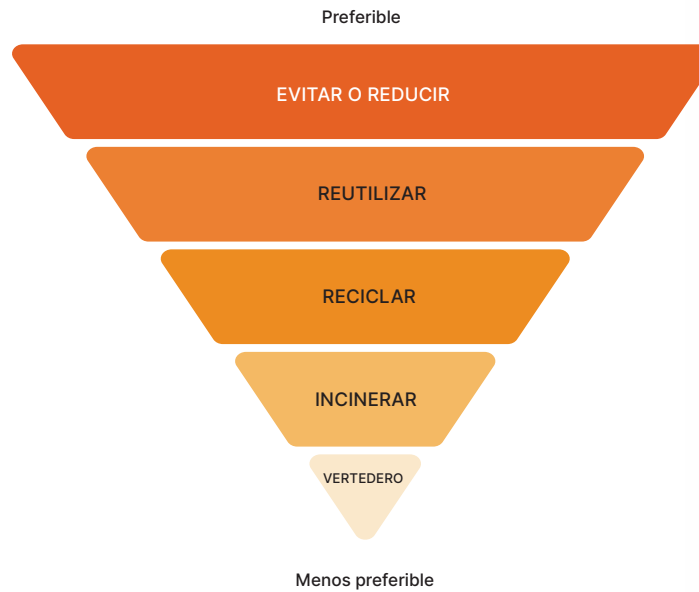 Preferible
EVITAR O REDUCIR
REUTILIZAR
RECICLAR
INCINERAR
VERTEDERO
Menos preferible